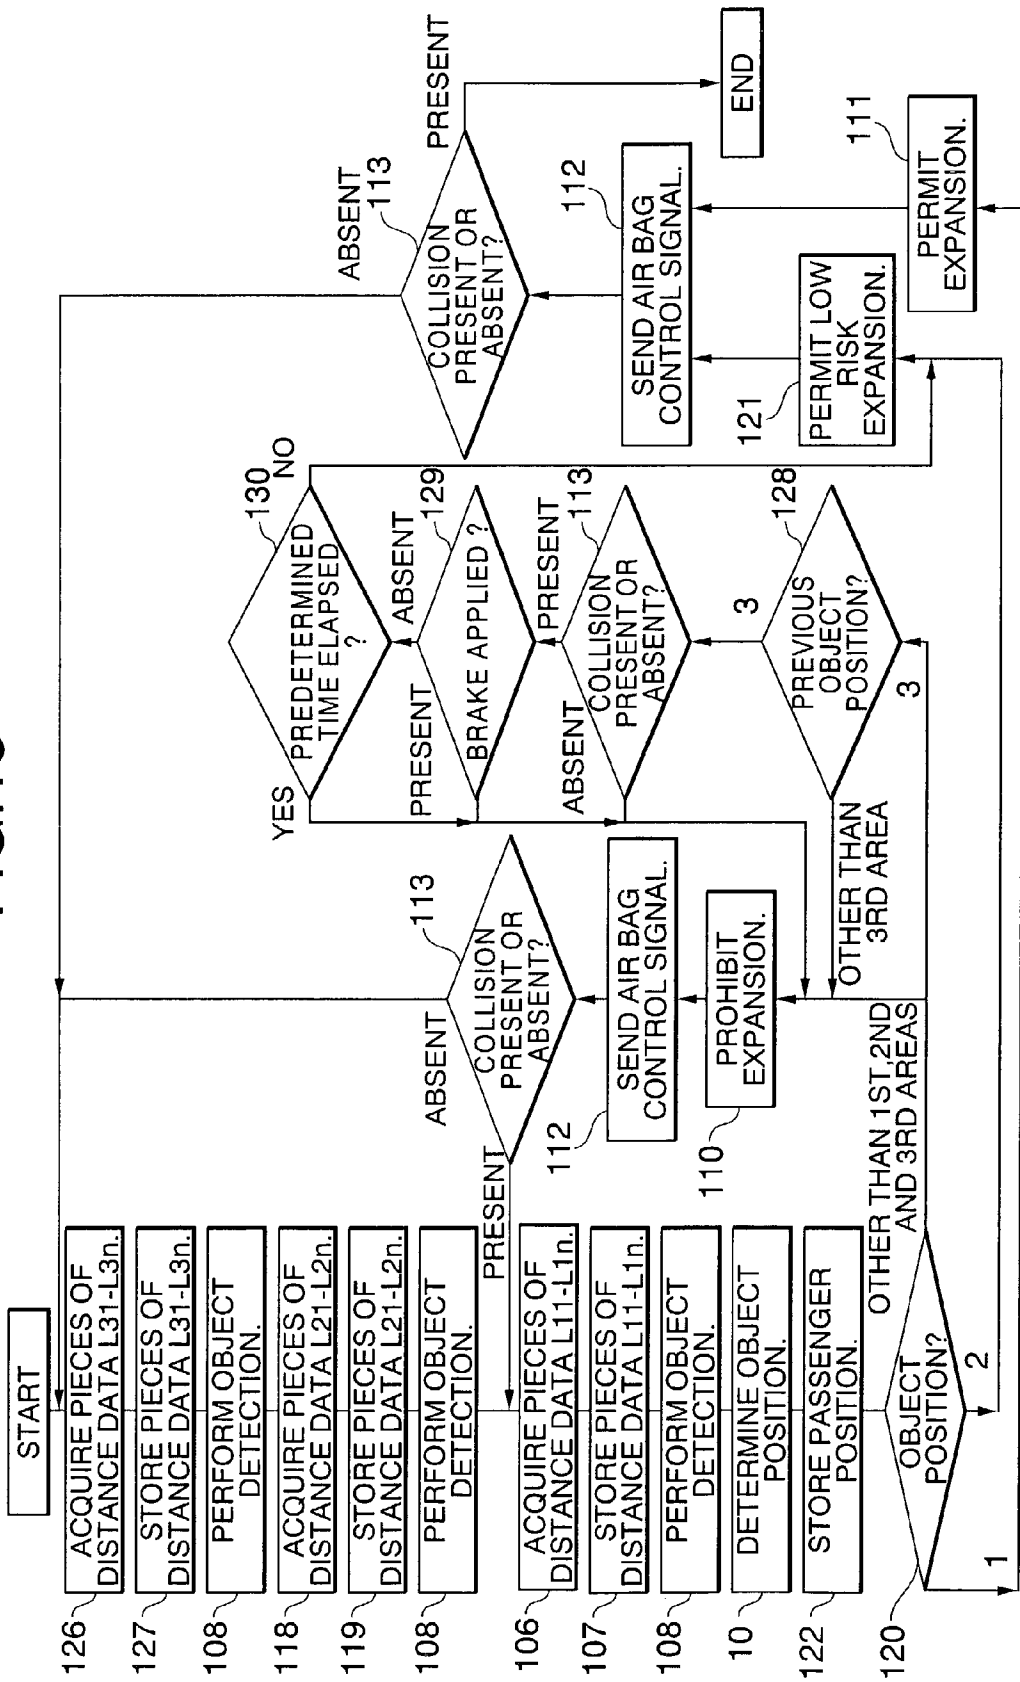 START
126
ACQUIRE PIECES OF
DISTANCE DATA L31-L3n.
127
STORE PIECES OF
DISTANCE DATA L31-L3n.
108
PERFORM OBJECT
DETECTION.
118
ACQUIRE PIECES OF
DISTANCE DATA L21-L2n.
119
STORE PIECES OF
DISTANCE DATA L21-L2n.
108
PERFORM OBJECT
DETECTION.
106
ACQUIRE PIECES OF
DISTANCE DATA L11-L1n.
107
STORE PIECES OF
DISTANCE DATA L11-L1n.
108
PERFORM OBJECT
DETECTION.
10
DETERMINE OBJECT
POSITION.
122
STORE PASSENGER
POSITION.
120
OBJECT
POSITION?
1
2
OTHER THAN 1ST,2ND
AND 3RD AREAS
ABSENT
113
COLLISION
PRESENT OR
ABSENT?
PRESENT
112
SEND AIR BAG
CONTROL SIGNAL.
110
PROHIBIT
EXPANSION.
OTHER THAN
3RD AREA
130
PREDETERMINED
TIME ELAPSED
?
YES
NO
ABSENT
129
BRAKE APPLIED ?
PRESENT
PRESENT
113
COLLISION
PRESENT OR
ABSENT?
ABSENT
3
128
PREVIOUS
OBJECT
POSITION?
3
ABSENT
113
COLLISION
PRESENT OR
ABSENT?
PRESENT
END
112
SEND AIR BAG
CONTROL SIGNAL.
121
PERMIT LOW
RISK
EXPANSION.
111
PERMIT
EXPANSION.